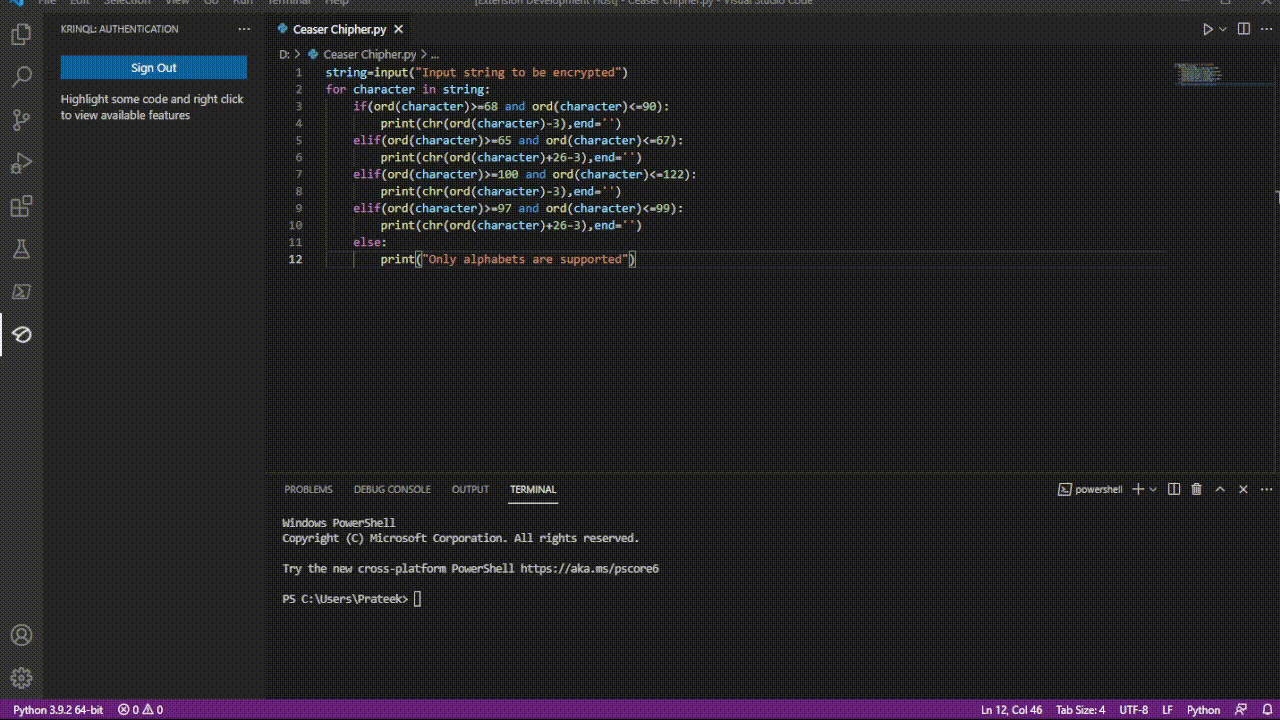 File Edit Selection View Go Run Terminal Help [Extension Development Host] - Ceaser Chipher.py - Visual Studio Code
KRINQL: AUTHENTICATION
Sign Out
Highlight some code and right click
to view available features
Ceaser Chipher.py
D: > Ceaser Chipher.py > ...
1 string=input("Input string to be encrypted")
2 for character in string:
3 if(ord(character)>=68 and ord(character)<=90):
4 print(chr(ord(character)-3),end='')
5 elif(ord(character)>=65 and ord(character)<=67):
6 print(chr(ord(character)+26-3),end='')
7 elif(ord(character)>=100 and ord(character)<=122):
8 print(chr(ord(character)-3),end='')
9 elif(ord(character)>=97 and ord(character)<=99):
10 print(chr(ord(character)+26-3),end='')
11 else:
12 print("Only alphabets are supported")
PROBLEMS DEBUG CONSOLE OUTPUT TERMINAL
powershell
Windows PowerShell
Copyright (C) Microsoft Corporation. All rights reserved.
Try the new cross-platform PowerShell https://aka.ms/pscore6
PS C:\Users\Prateek>
Python 3.9.2 64-bit 0 0 Ln 12, Col 46 Tab Size: 4 UTF-8 LF Python